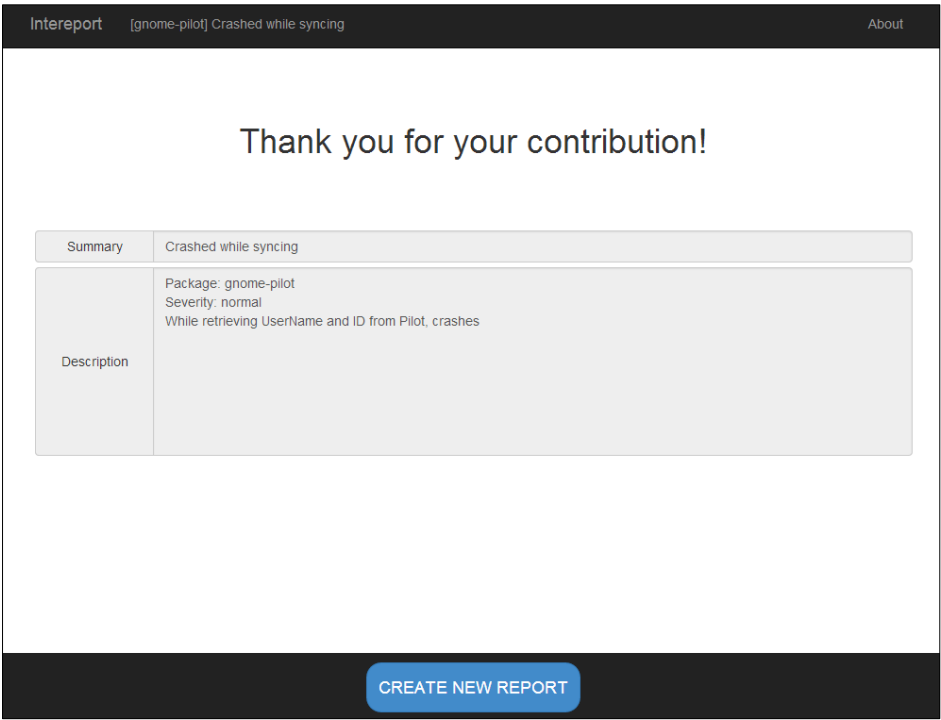 Intereport [gnome-pilot] Crashed while syncing About
Thank you for your contribution!
Summary Crashed while syncing
Package: gnome-pilot
Severity: normal
While retrieving UserName and ID from Pilot, crashes
Description
CREATE NEW REPORT